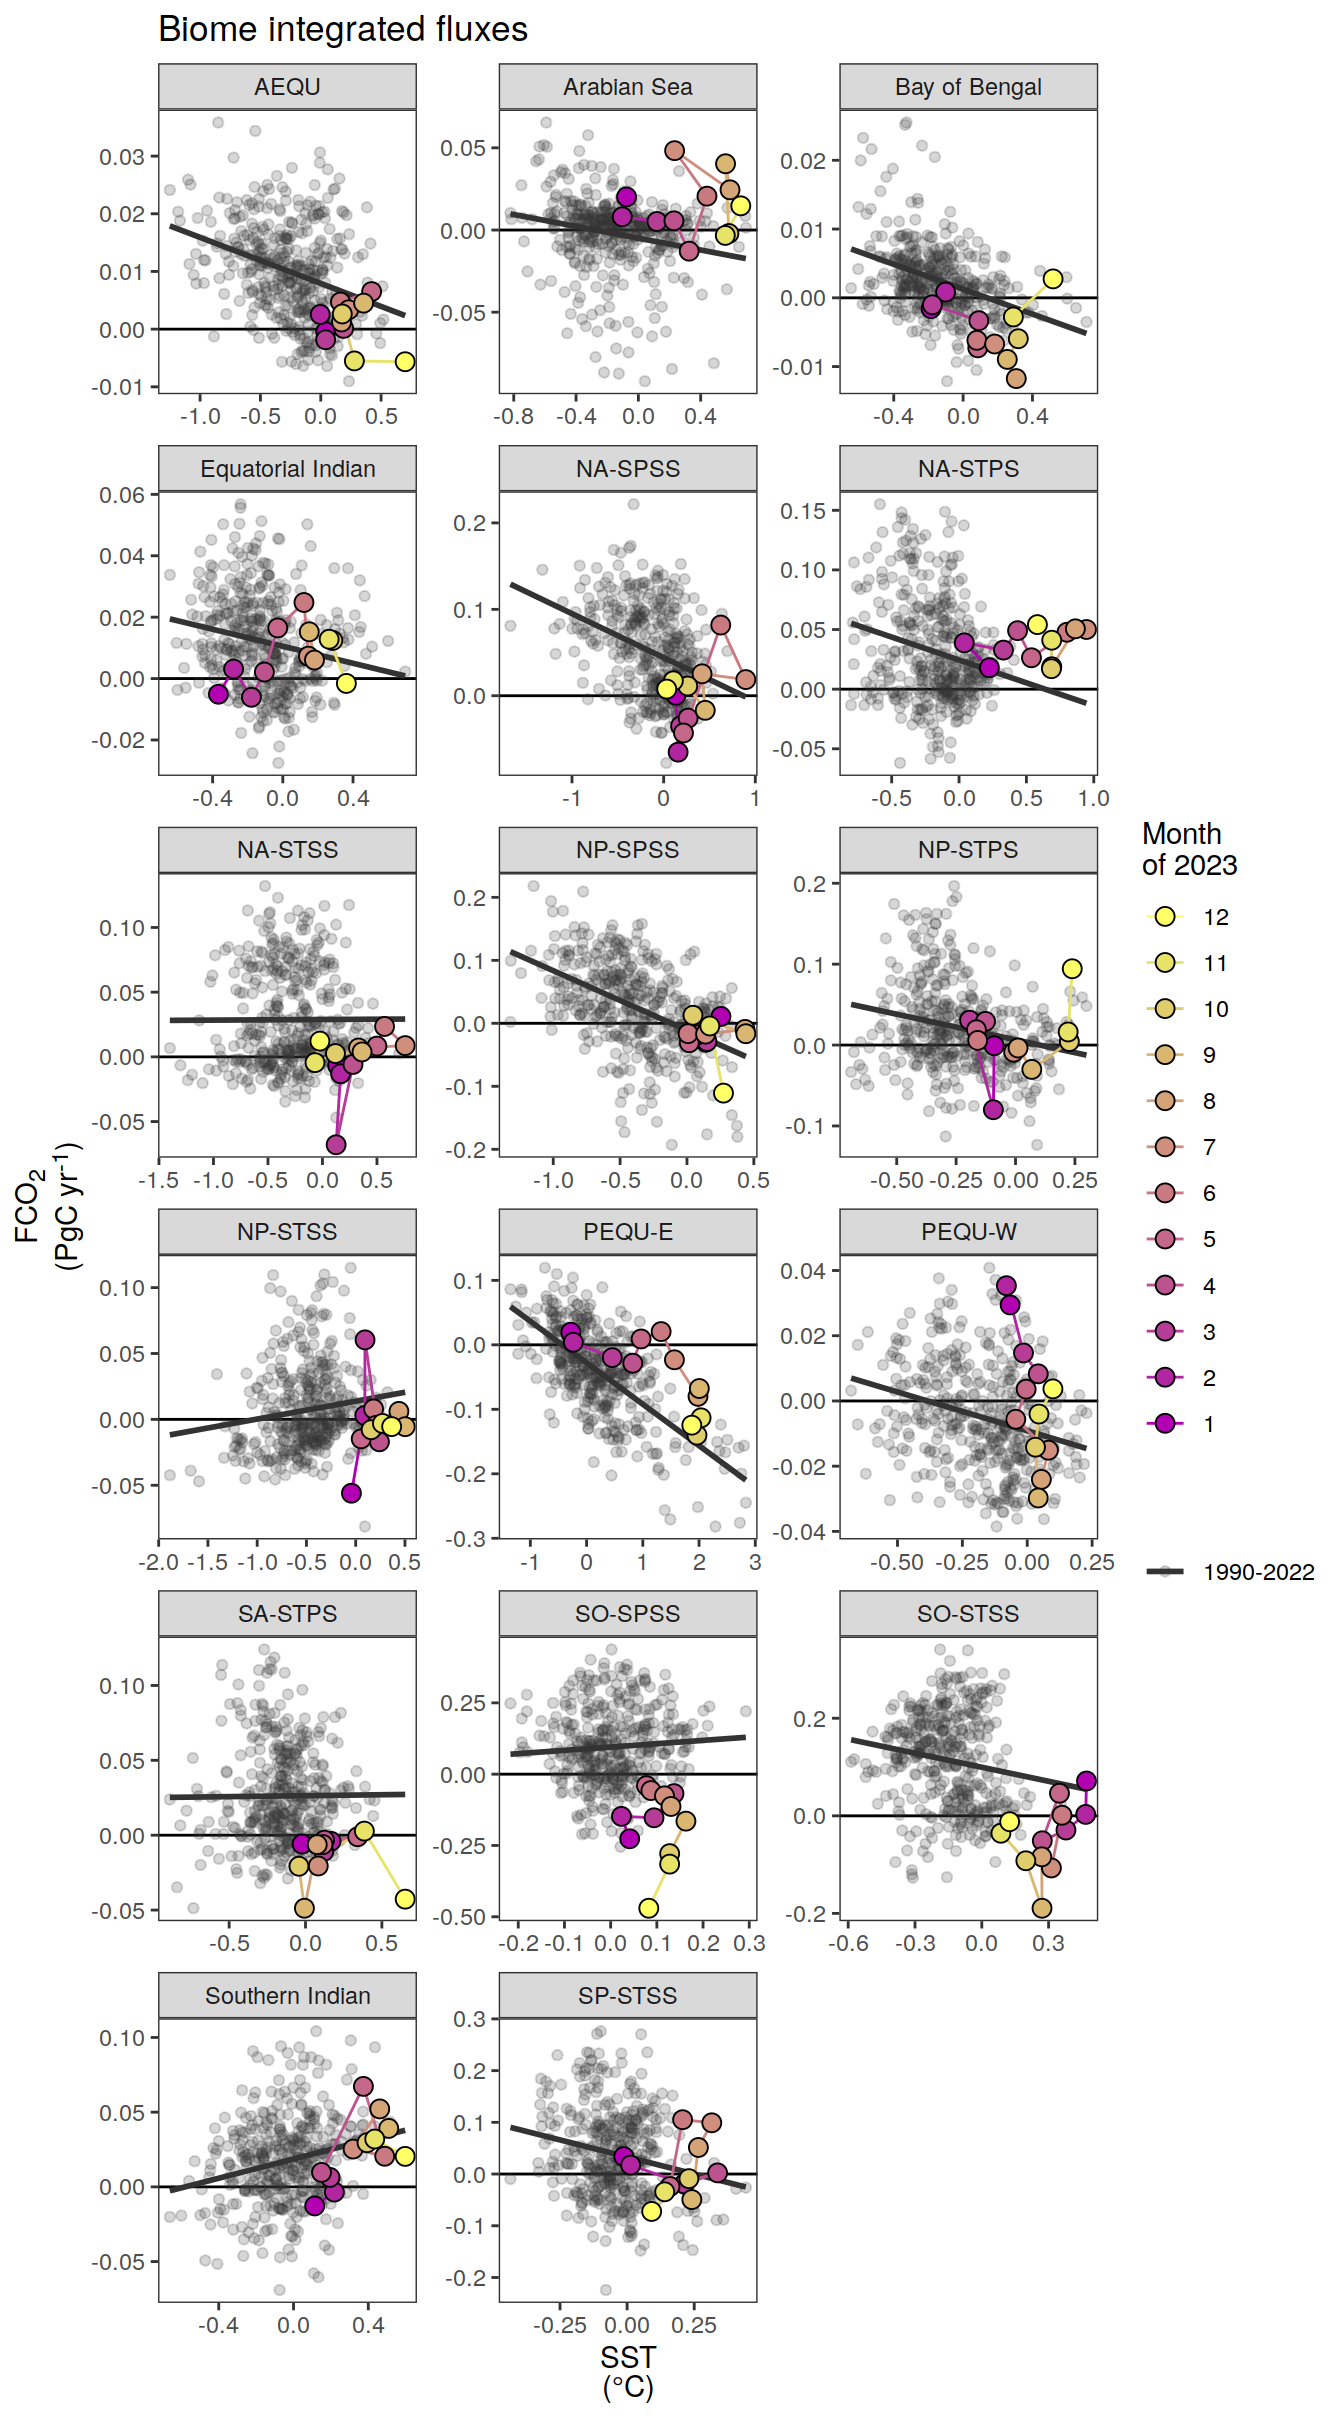 Biome integrated fluxes
AEQU
Arabian Sea
Bay of Bengal
0.03
0.02
0.01
0.00
-0.01
0.05
0.00
-0.05
0.02
0.01
0.00
-0.01
-1.0 -0.5 0.0 0.5
-0.8 -0.4 0.0 0.4
-0.4 0.0 0.4
Equatorial Indian
NA-SPSS
NA-STPS
0.06
0.04
0.02
0.00
-0.02
0.2
0.1
0.0
0.15
0.10
0.05
0.00
-0.05
-0.4 0.0 0.4
-1 0 1
-0.5 0.0 0.5 1.0
NA-STSS
NP-SPSS
NP-STPS
0.10
0.05
0.00
-0.05
0.2
0.1
0.0
-0.1
-0.2
0.2
0.1
0.0
-0.1
-1.5 -1.0 -0.5 0.0 0.5
-1.0 -0.5 0.0 0.5
-0.50 -0.25 0.00 0.25
NP-STSS
PEQU-E
PEQU-W
0.10
0.05
0.00
-0.05
0.1
0.0
-0.1
-0.2
-0.3
0.04
0.02
0.00
-0.02
-0.04
-2.0 -1.5 -1.0 -0.5 0.0 0.5
-1 0 1 2 3
-0.50 -0.25 0.00 0.25
SA-STPS
SO-SPSS
SO-STSS
0.10
0.05
0.00
-0.05
0.25
0.00
-0.25
-0.50
0.2
0.0
-0.2
-0.5 0.0 0.5
-0.2 -0.1 0.0 0.1 0.2 0.3
-0.6 -0.3 0.0 0.3
Southern Indian
SP-STSS
0.10
0.05
0.00
-0.05
0.3
0.2
0.1
0.0
-0.1
-0.2
-0.4 0.0 0.4
-0.25 0.00 0.25
SST
(°C)
FCO2
(PgC yr-1)
Month
of 2023
12
11
10
9
8
7
6
5
4
3
2
1
1990-2022